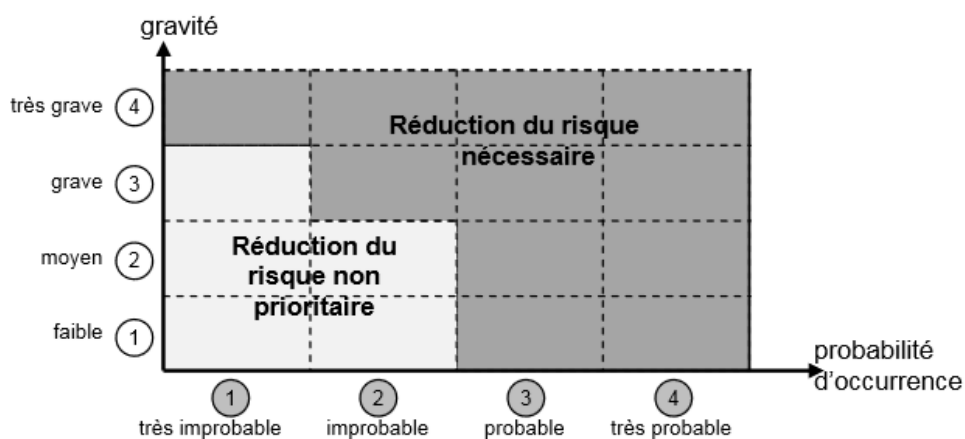 gravité
très grave 4
Réduction du risque
nécessaire
grave 3
moyen 2
Réduction du
risque non
prioritaire
faible 1
probabilité
d'occurrence
1 2 3 4
très improbable improbable probable très probable